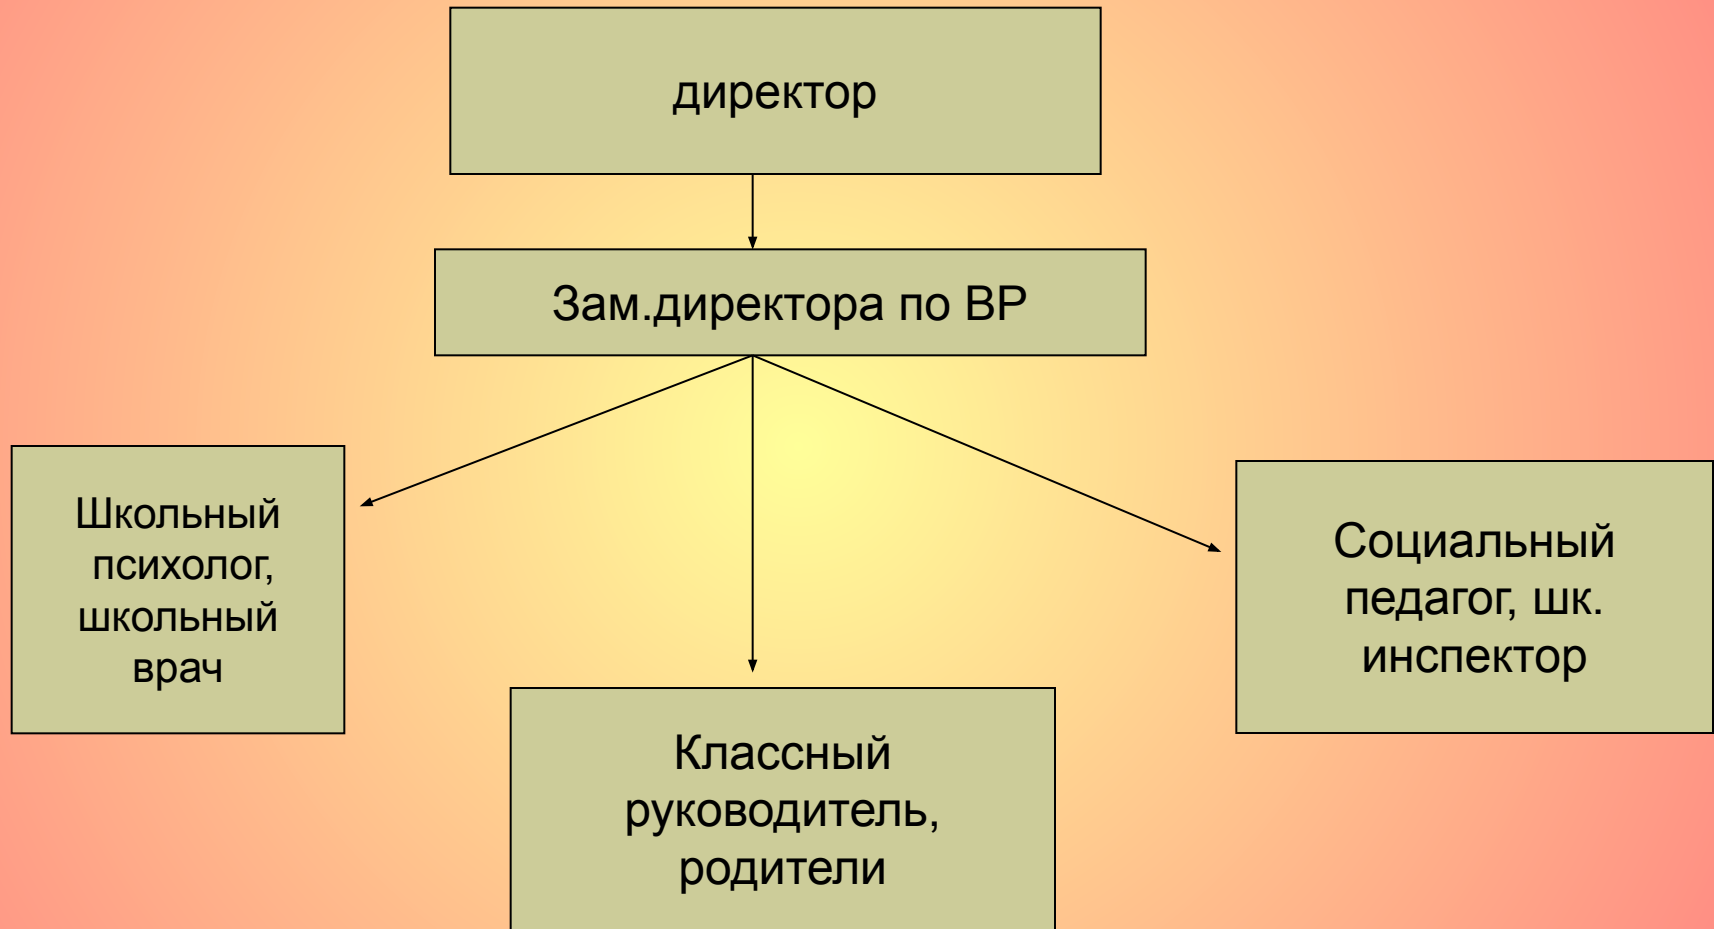 директор
Зам.директора по ВР
Школьный
психолог,
школьный
врач
Социальный
педагог, шк.
инспектор
Классный
руководитель,
родители